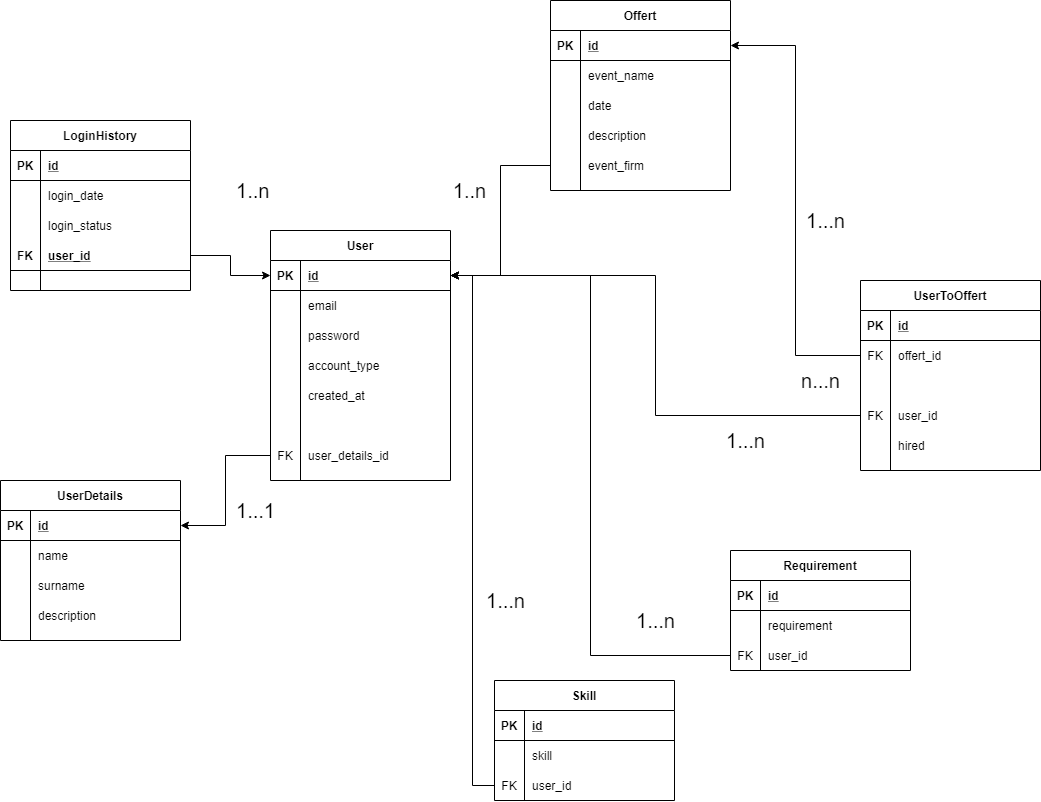 Offert
PK id
event_name
date
description
event_firm
LoginHistory
PK id
login_date
login_status
FK user_id
1..n
1..n
1...n
User
PK id
email
password
account_type
created_at
FK user_details_id
UserToOffert
PK id
FK offert_id
FK user_id
hired
n...n
1...n
UserDetails
PK id
name
surname
description
1...1
Requirement
PK id
requirement
FK user_id
1...n
1...n
Skill
PK id
skill
FK user_id